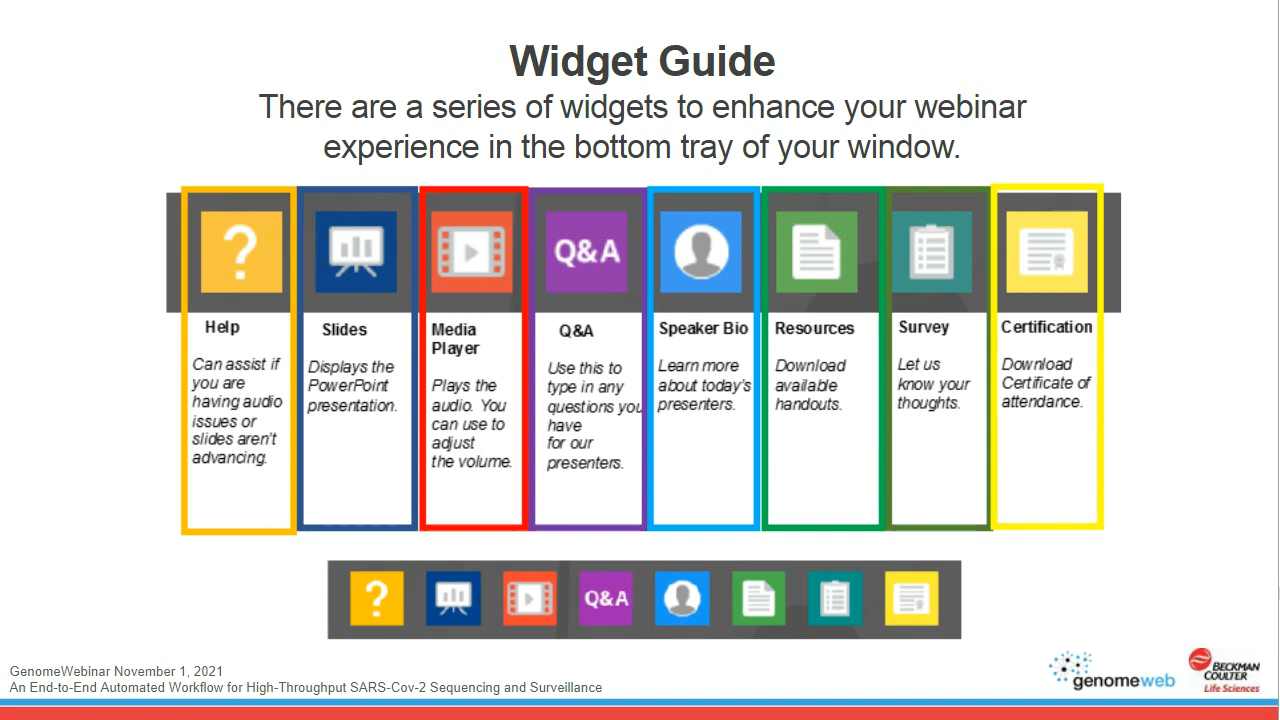 Widget Guide
There are a series of widgets to enhance your webinar
experience in the bottom tray of your window.
Q&A
Help
Can assist if
you are
having audio
issues or
slides aren't
advancing.
Slides
Displays the
PowerPoint
presentation.
Media
Player
Plays the
audio. You
can use to
adjust
the volume.
Q&A
Use this to
type in any
questions you
have
for our
presenters.
Speaker Bio
Learn more
about today's
presenters.
Resources
Download
available
handouts.
Survey
Let us
know your
thoughts.
Certification
Download
Certificate of
attendance.
Q&A
GenomeWebinar November 1, 2021
An End-to-End Automated Workflow for High-Throughput SARS-Cov-2 Sequencing and Surveillance
genomeweb
BECKMAN
COULTER
Life Sciences